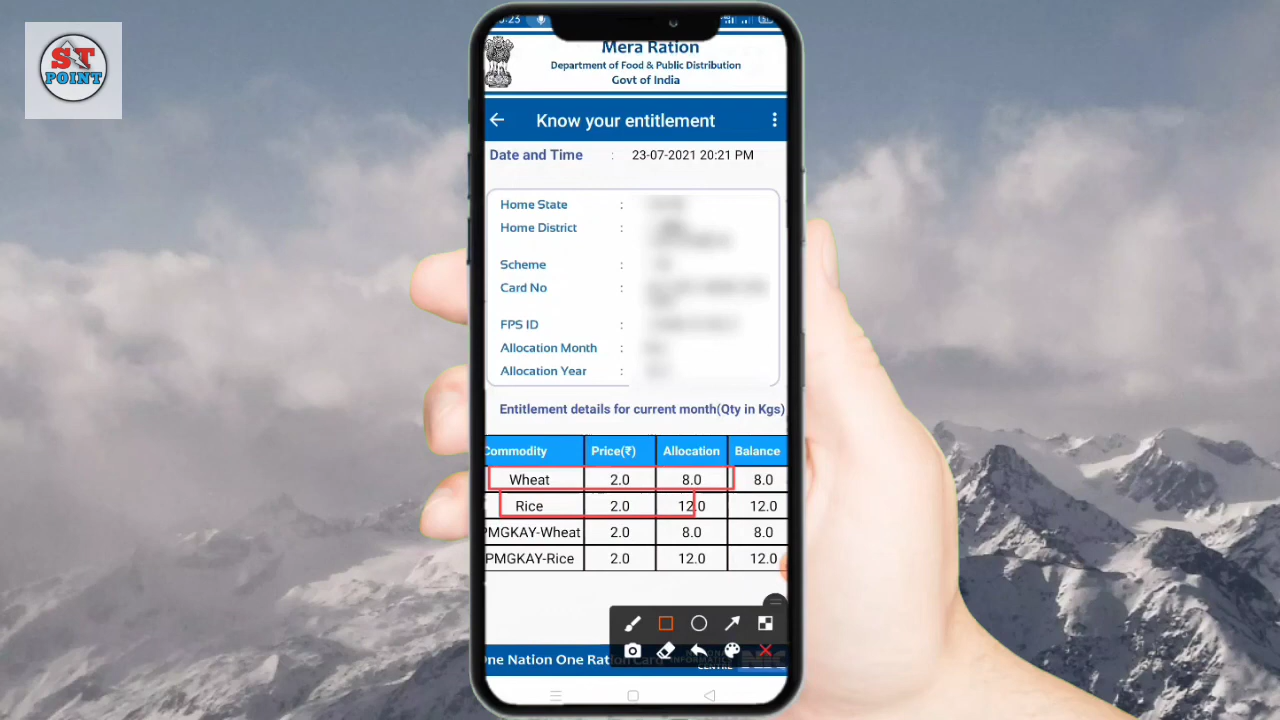 ST
POINT
Mera Ration
Department of Food & Public Distribution
Govt of India
Know your entitlement
Date and Time : 23-07-2021 20:21 PM
Home State :
Home District :
Scheme :
Card No :
FPS ID :
Allocation Month :
Allocation Year :
Entitlement details for current month(Qty in Kgs)
Commodity Price(₹) Allocation Balance
Wheat 2.0 8.0 8.0
Rice 2.0 12.0 12.0
PMGKAY-Wheat 2.0 8.0 8.0
PMGKAY-Rice 2.0 12.0 12.0
One Nation One Ration Card
INFORMATICS
CENTRE NIC